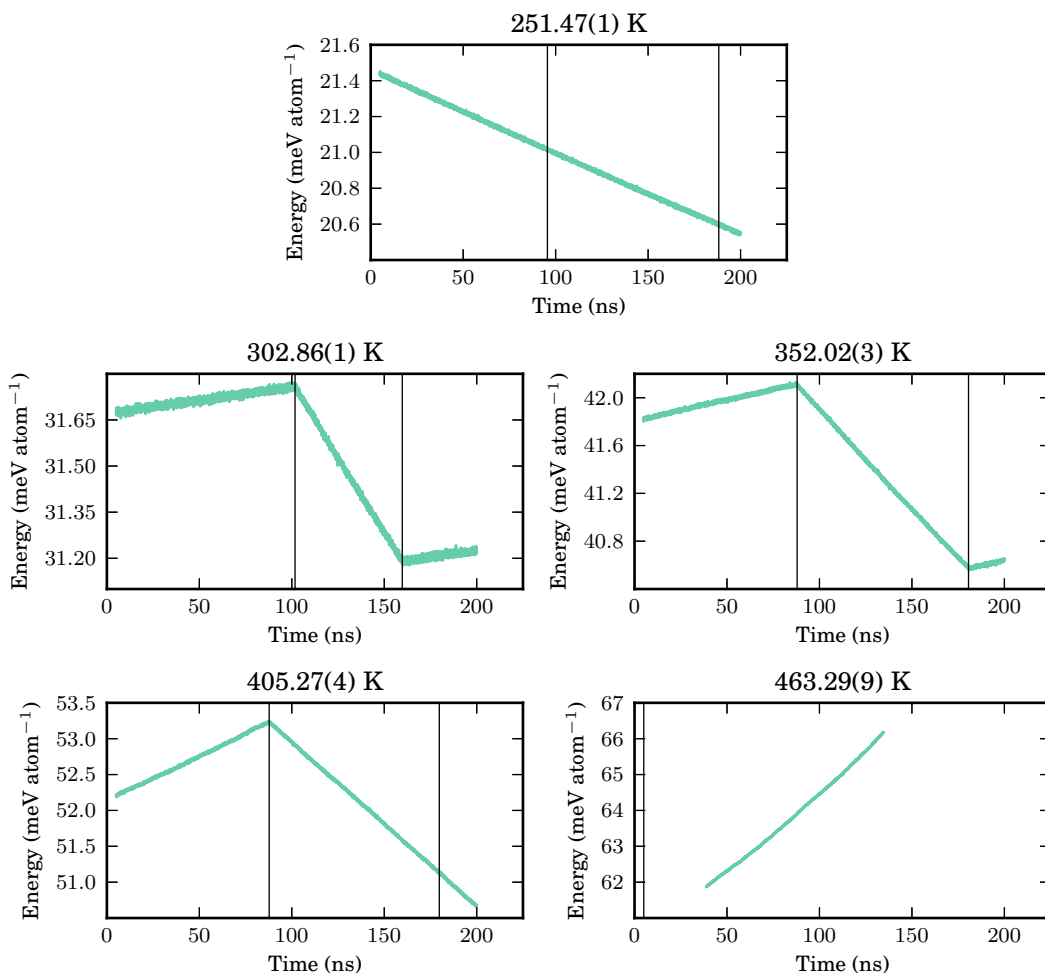 251.47(1) K
Energy (meV atom⁻¹)
21.6
21.4
21.2
21.0
20.8
20.6
0 50 100 150 200
Time (ns)
302.86(1) K
Energy (meV atom⁻¹)
31.65
31.50
31.35
31.20
0 50 100 150 200
Time (ns)
352.02(3) K
Energy (meV atom⁻¹)
42.0
41.6
41.2
40.8
0 50 100 150 200
Time (ns)
405.27(4) K
Energy (meV atom⁻¹)
53.5
53.0
52.5
52.0
51.5
51.0
0 50 100 150 200
Time (ns)
463.29(9) K
Energy (meV atom⁻¹)
67
66
65
64
63
62
0 50 100 150 200
Time (ns)